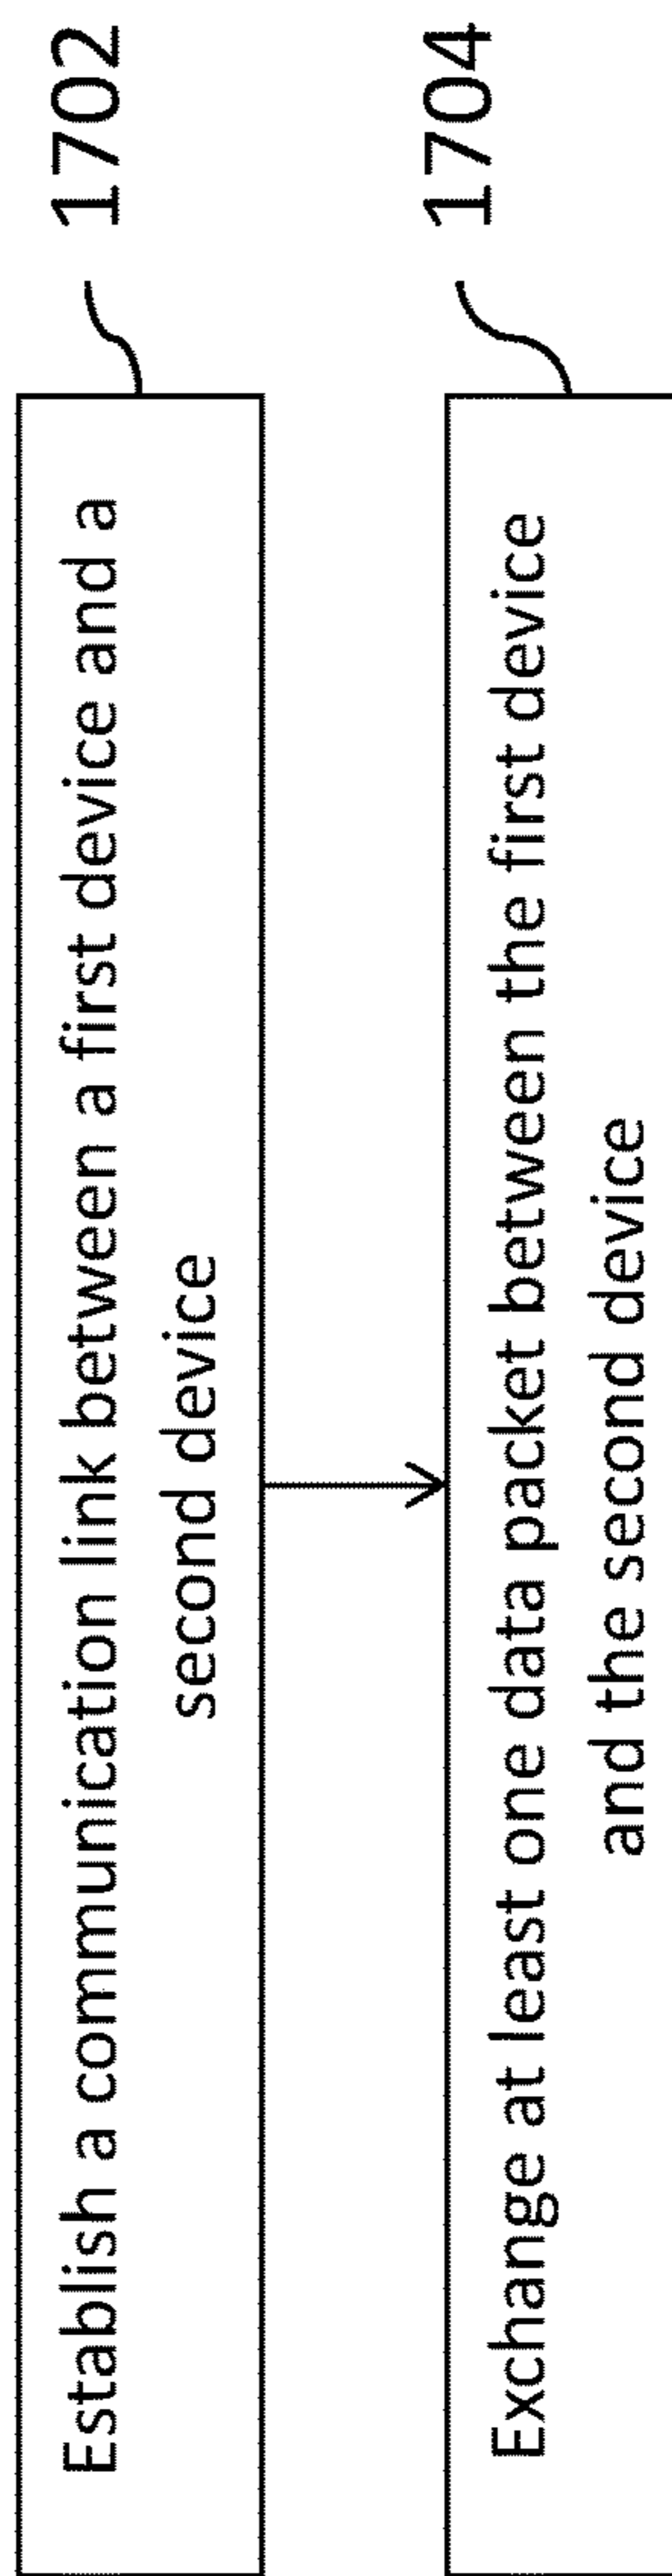 Establish a communication link between a first device and a
second device
1702
Exchange at least one data packet between the first device
and the second device
1704